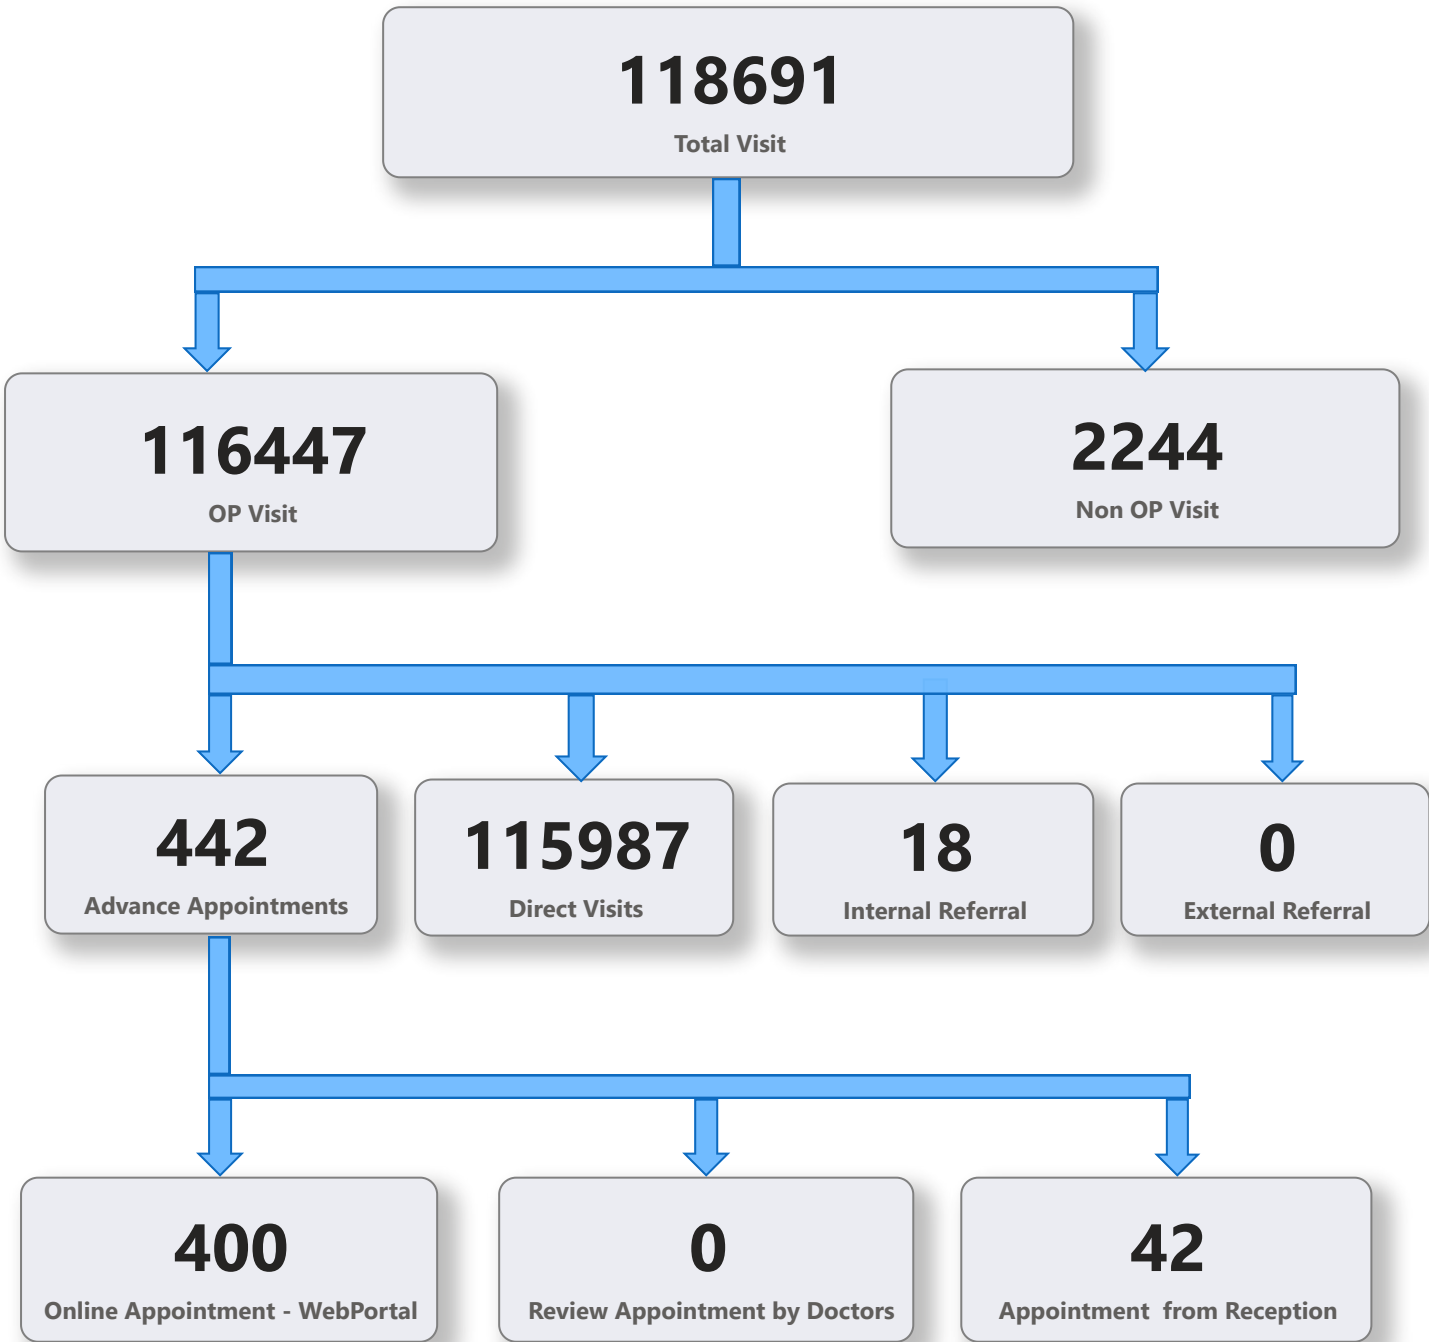 118691
Total Visit
116447
OP Visit
2244
Non OP Visit
442
Advance Appointments
115987
Direct Visits
18
Internal Referral
0
External Referral
400
Online Appointment - WebPortal
0
Review Appointment by Doctors
42
Appointment  from Reception